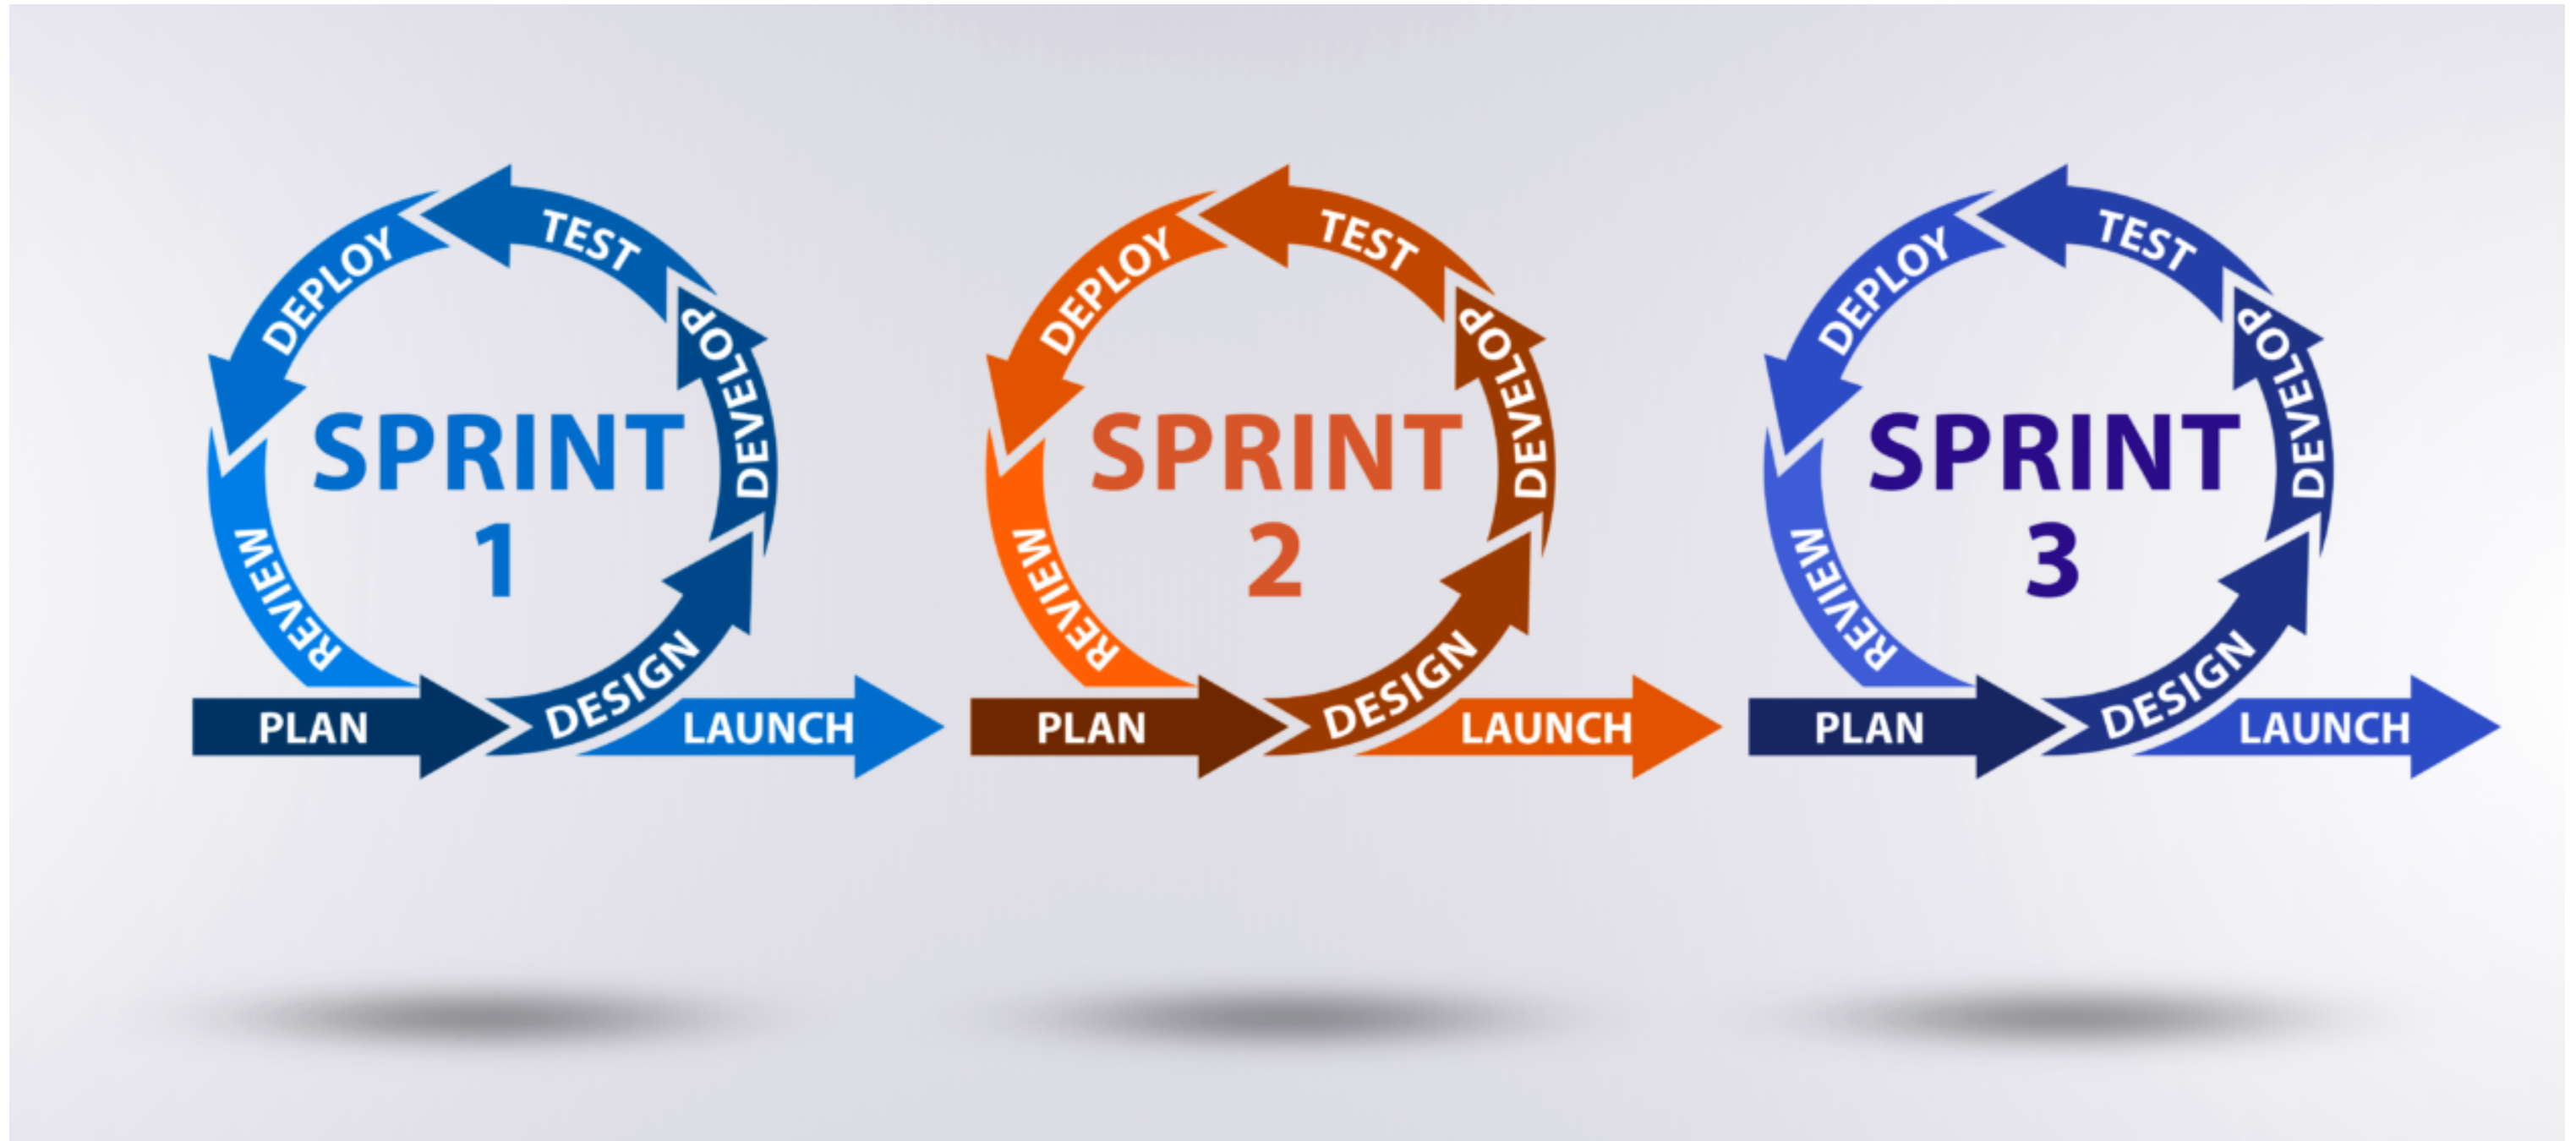 TEST
DEPLOY
DEVELOP
SPRINT
1
REVIEW
DESIGN
PLAN
LAUNCH
TEST
DEPLOY
DEVELOP
SPRINT
2
REVIEW
DESIGN
PLAN
LAUNCH
TEST
DEPLOY
DEVELOP
SPRINT
3
REVIEW
DESIGN
PLAN
LAUNCH